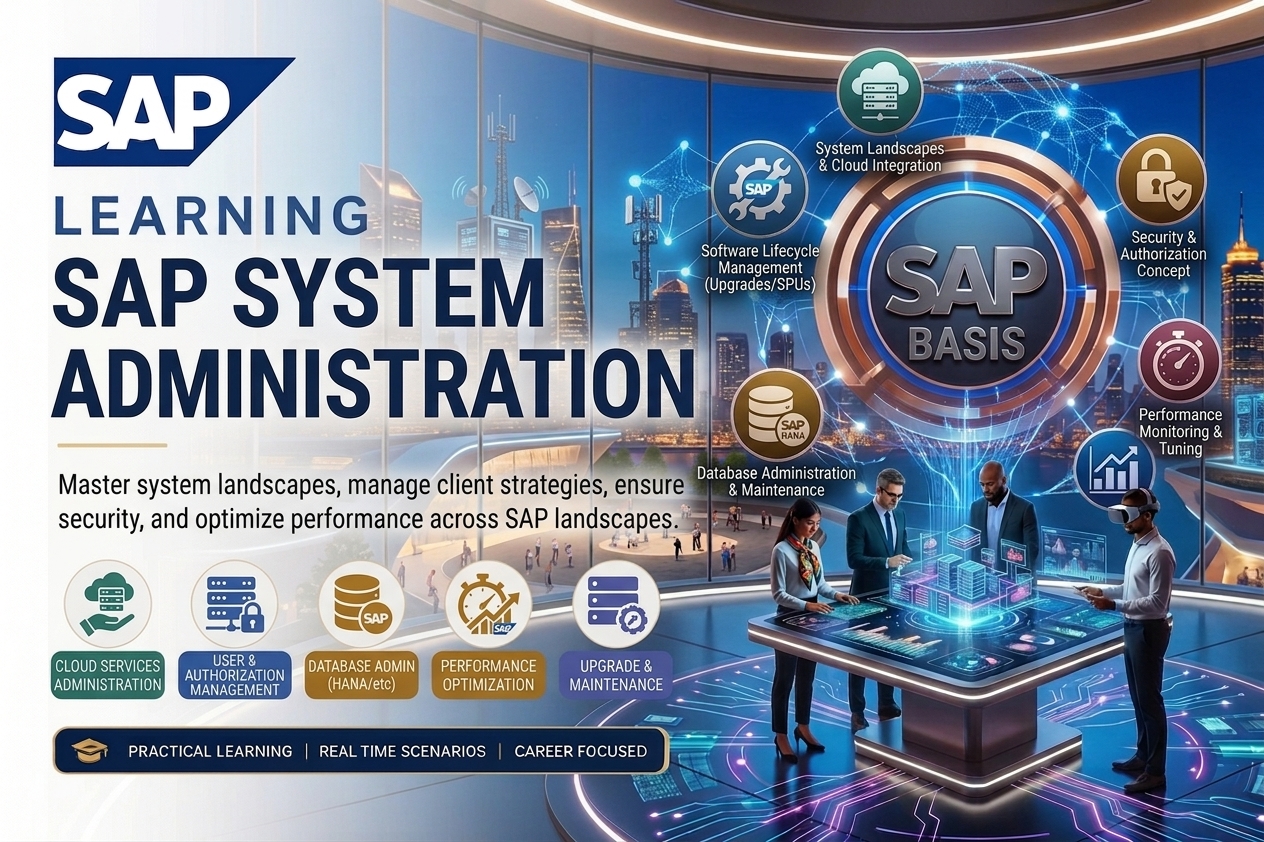 SAP
LEARNING
SAP SYSTEM
ADMINISTRATION
Master system landscapes, manage client strategies, ensure
security, and optimize performance across SAP landscapes.
SAP
SAP
CLOUD SERVICES
ADMINISTRATION
USER &
AUTHORIZATION
MANAGEMENT
DATABASE ADMIN
(HANA/etc)
PERFORMANCE
OPTIMIZATION
UPGRADE &
MAINTENANCE
PRACTICAL LEARNING | REAL TIME SCENARIOS | CAREER FOCUSED
System Landscapes
& Cloud Integration
SAP
Software Lifecycle
Management
(Upgrades/SPUs)
Security &
Authorization
Concept
SAP
BASIS
Performance
Monitoring &
Tuning
SAP
HANA
Database Administration
& Maintenance